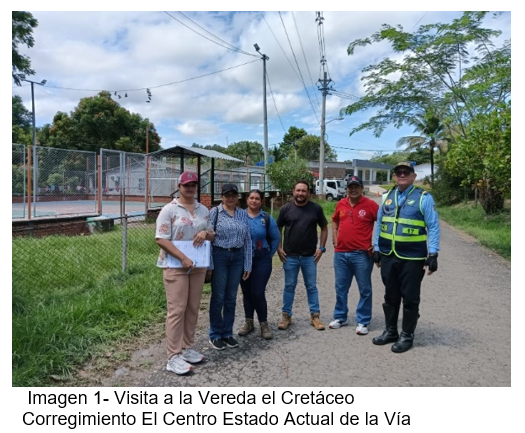 Imagen 1- Visita a la Vereda el Cretáceo
Corregimiento El Centro Estado Actual de la Vía